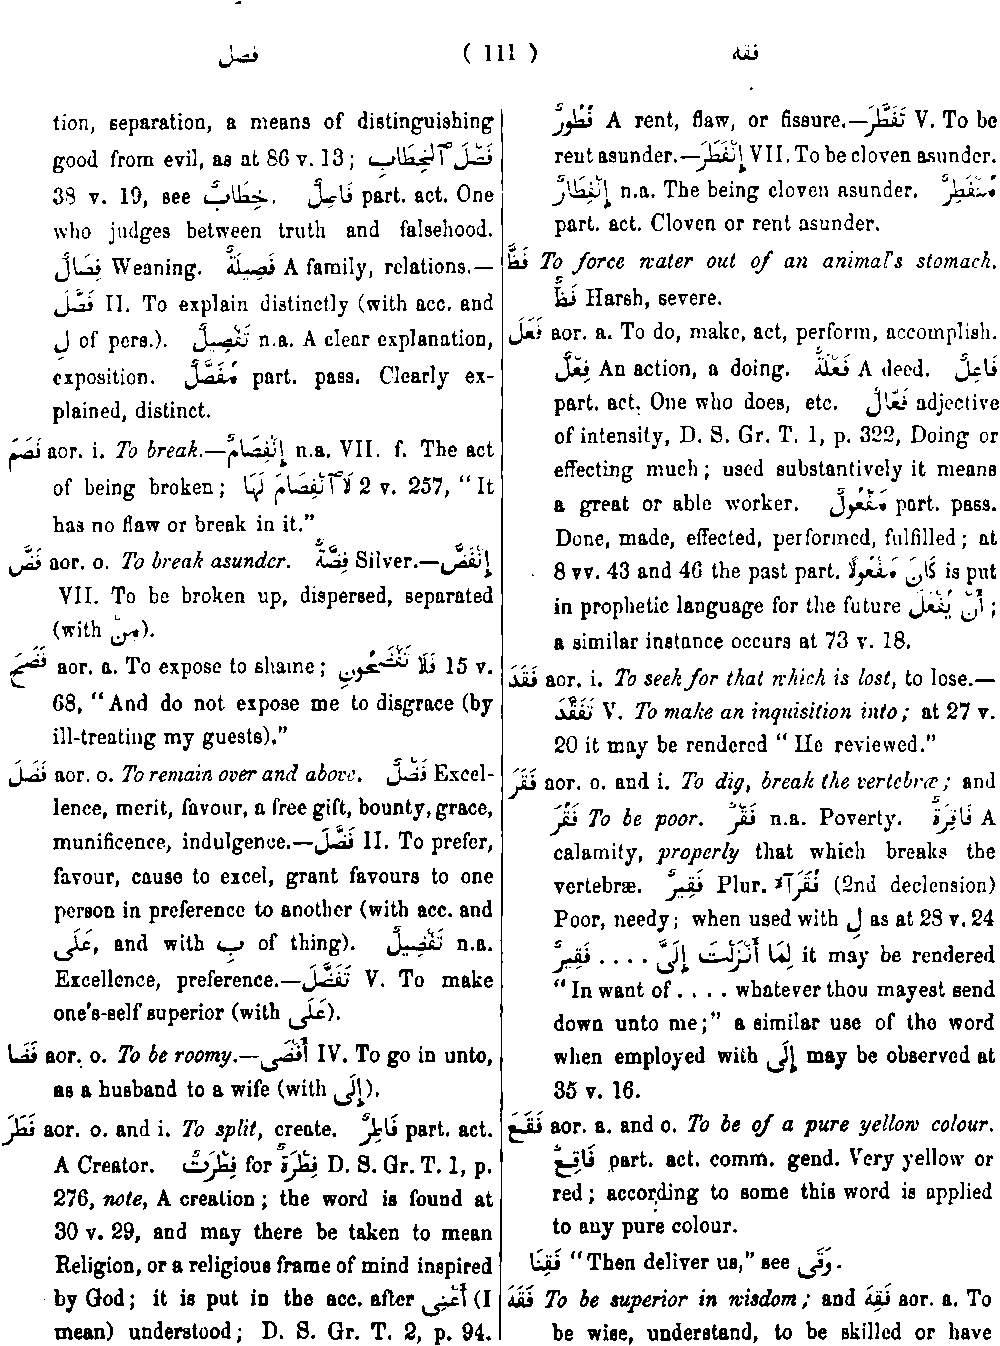 فصل ( 111 ) فقه
tion, separation, a means of distinguishing
good from evil, as at 86 v. 13; فَصْلَ ٱلْخِطَابِ
38 v. 19, see خِطَابٌ. فَاصِلٌ part. act. One
who judges between truth and falsehood.
فِصَالٌ Weaning. فَصِيلَةٌ A family, relations.—
فَصَّلَ II. To explain distinctly (with acc. and
لِ of pers.). تَفْصِيلٌ n.a. A clear explanation,
exposition. مُفَصَّلٌ part. pass. Clearly ex-
plained, distinct.
فَصَمَ aor. i. To break.—إِنْفِصَامٌ n.a. VII. f. The act
of being broken; لَا ٱنْفِصَامَ لَهَا 2 v. 257, "It
has no flaw or break in it."
فَضَّ aor. o. To break asunder. فِضَّةٌ Silver.—إِنْفَضَّ
VII. To be broken up, dispersed, separated
(with مِنْ).
فَضَحَ aor. a. To expose to shame; فَلَا تَفْضَحُونِ 15 v.
68, "And do not expose me to disgrace (by
ill-treating my guests)."
فَضَلَ aor. o. To remain over and above. فَضْلٌ Excel-
lence, merit, favour, a free gift, bounty, grace,
munificence, indulgence.—فَضَّلَ II. To prefer,
favour, cause to excel, grant favours to one
person in preference to another (with acc. and
عَلَى, and with بِ of thing). تَفْضِيلٌ n.a.
Excellence, preference.—تَفَضَّلَ V. To make
one's-self superior (with عَلَى).
فَضَا aor. o. To be roomy.—أَفْضَى IV. To go in unto,
as a husband to a wife (with إِلَى).
فَطَرَ aor. o. and i. To split, create. فَاطِرٌ part. act.
A Creator. فِطْرَتَ for فِطْرَةٌ D. S. Gr. T. 1, p.
276, note, A creation; the word is found at
30 v. 29, and may there be taken to mean
Religion, or a religious frame of mind inspired
by God; it is put in the acc. after أَعْنِي (I
mean) understood; D. S. Gr. T. 2, p. 94.
فُطُورٌ A rent, flaw, or fissure.—تَفَطَّرَ V. To be
rent asunder.—إِنْفَطَرَ VII. To be cloven asunder.
إِنْفِطَارٌ n.a. The being cloven asunder. مُنْفَطِرٌ
part. act. Cloven or rent asunder.
فَظَّ To force water out of an animal's stomach.
فَظٌّ Harsh, severe.
فَعَلَ aor. a. To do, make, act, perform, accomplish.
فِعْلٌ An action, a doing. فَعْلَةٌ A deed. فَاعِلٌ
part. act. One who does, etc. فَعَّالٌ adjective
of intensity, D. S. Gr. T. 1, p. 322, Doing or
effecting much; used substantively it means
a great or able worker. مَفْعُولٌ part. pass.
Done, made, effected, performed, fulfilled; at
8 vv. 43 and 46 the past part. كَانَ مَفْعُولًا is put
in prophetic language for the future أَنْ يُفْعَلَ;
a similar instance occurs at 73 v. 18.
فَقَدَ aor. i. To seek for that which is lost, to lose.—
تَفَقَّدَ V. To make an inquisition into; at 27 v.
20 it may be rendered "He reviewed."
فَقَرَ aor. o. and i. To dig, break the vertebræ; and
فَقُرَ To be poor. فَقْرٌ n.a. Poverty. فَاقِرَةٌ A
calamity, properly that which breaks the
vertebræ. فَقِيرٌ Plur. فُقَرَآءُ (2nd declension)
Poor, needy; when used with لِ as at 28 v. 24
لِمَا أَنْزَلْتَ إِلَىَّ .... فَقِيرٌ it may be rendered
"In want of.... whatever thou mayest send
down unto me;" a similar use of the word
when employed with إِلَى may be observed at
35 v. 16.
فَقَعَ aor. a. and o. To be of a pure yellow colour.
فَاقِعٌ part. act. comm. gend. Very yellow or
red; according to some this word is applied
to any pure colour.
فَقِنَا "Then deliver us," see وَقَى.
فَقَهَ To be superior in wisdom; and فَقِهَ aor. a. To
be wise, understand, to be skilled or have